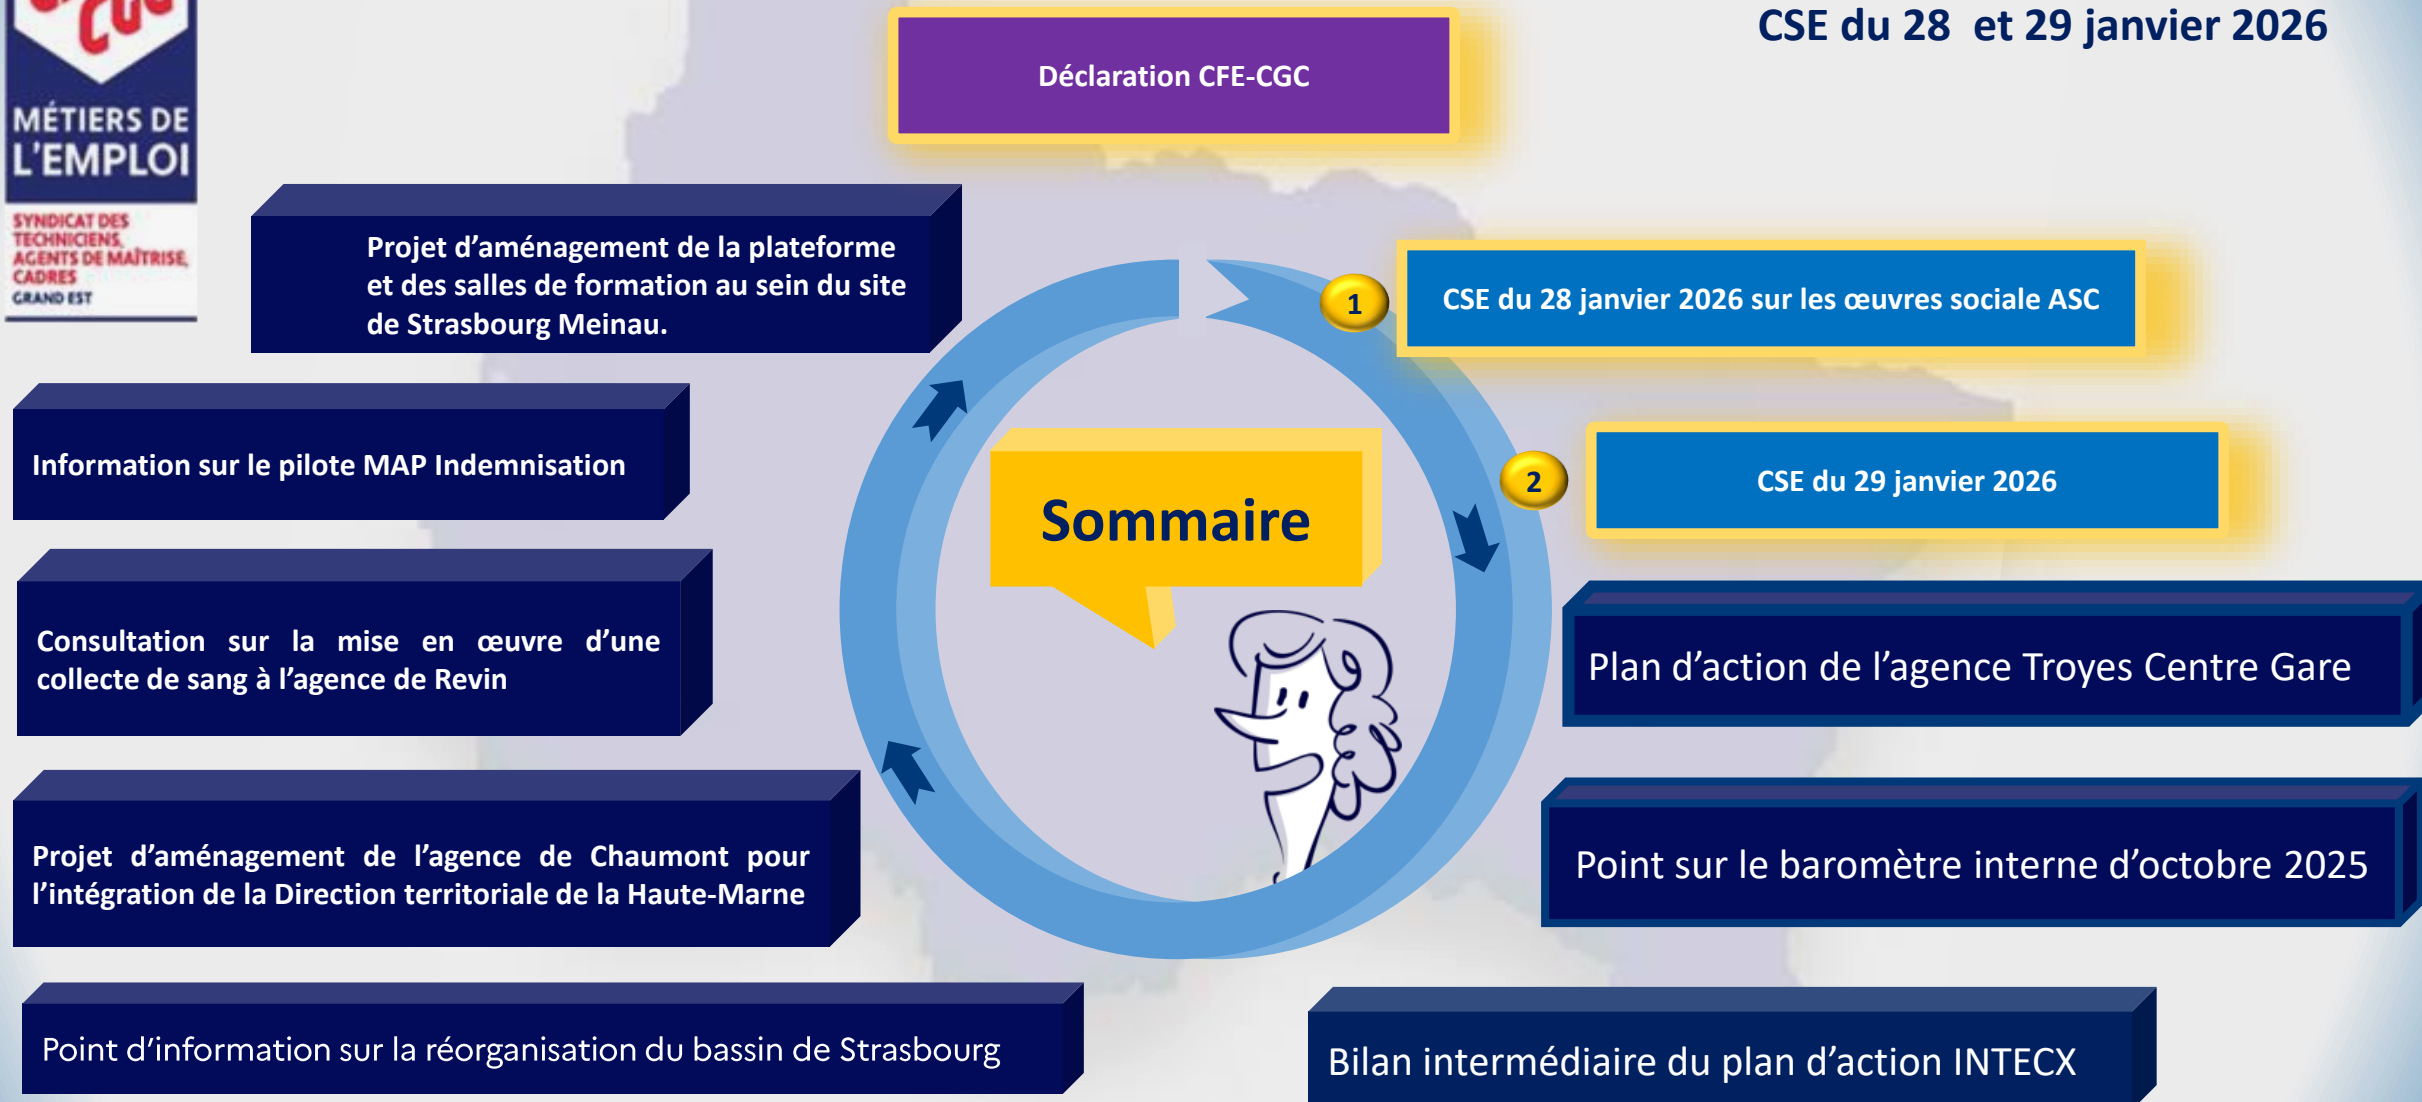 CGC
MÉTIERS DE
L'EMPLOI
SYNDICAT DES
TECHNICIENS,
AGENTS DE MAÎTRISE,
CADRES
GRAND EST
CSE du 28 et 29 janvier 2026
Déclaration CFE-CGC
1
CSE du 28 janvier 2026 sur les œuvres sociale ASC
2
CSE du 29 janvier 2026
Sommaire
Plan d’action de l’agence Troyes Centre Gare
Point sur le baromètre interne d’octobre 2025
Bilan intermédiaire du plan d’action INTECX
Point d’information sur la réorganisation du bassin de Strasbourg
Projet d’aménagement de l’agence de Chaumont pour
l’intégration de la Direction territoriale de la Haute-Marne
Consultation sur la mise en œuvre d’une
collecte de sang à l’agence de Revin
Information sur le pilote MAP Indemnisation
Projet d’aménagement de la plateforme
et des salles de formation au sein du site
de Strasbourg Meinau.